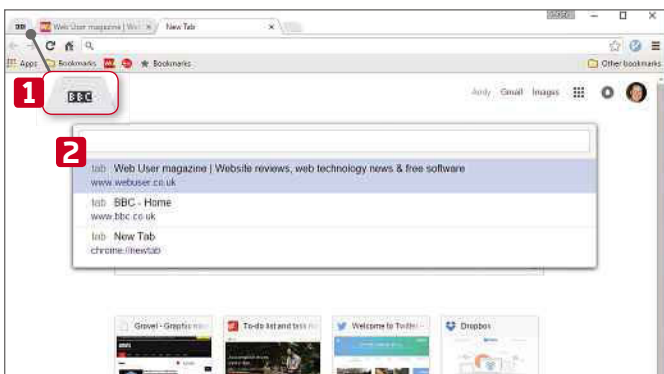 BBC
Web User magazine | We
New Tab
Apps
Bookmarks
Bookmarks
Other bookmarks
1
BBC
Andy Gmail Images
2
tab Web User magazine | Website reviews, web technology news & free software
www.webuser.co.uk
tab BBC - Home
www.bbc.co.uk
tab New Tab
chrome://newtab
To-do list and task
Welcome to Twitter -
Dropbox